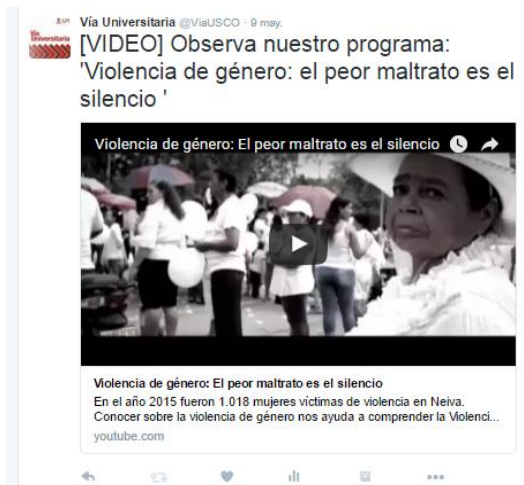 Vía Universitaria @ViaUSCO · 9 may.
[VIDEO] Observa nuestro programa:
'Violencia de género: el peor maltrato es el
silencio '
Violencia de género: El peor maltrato es el silencio
Violencia de género: El peor maltrato es el silencio
En el año 2015 fueron 1.018 mujeres víctimas de violencia en Neiva.
Conocer sobre la violencia de género nos ayuda a comprender la Violenci...
youtube.com